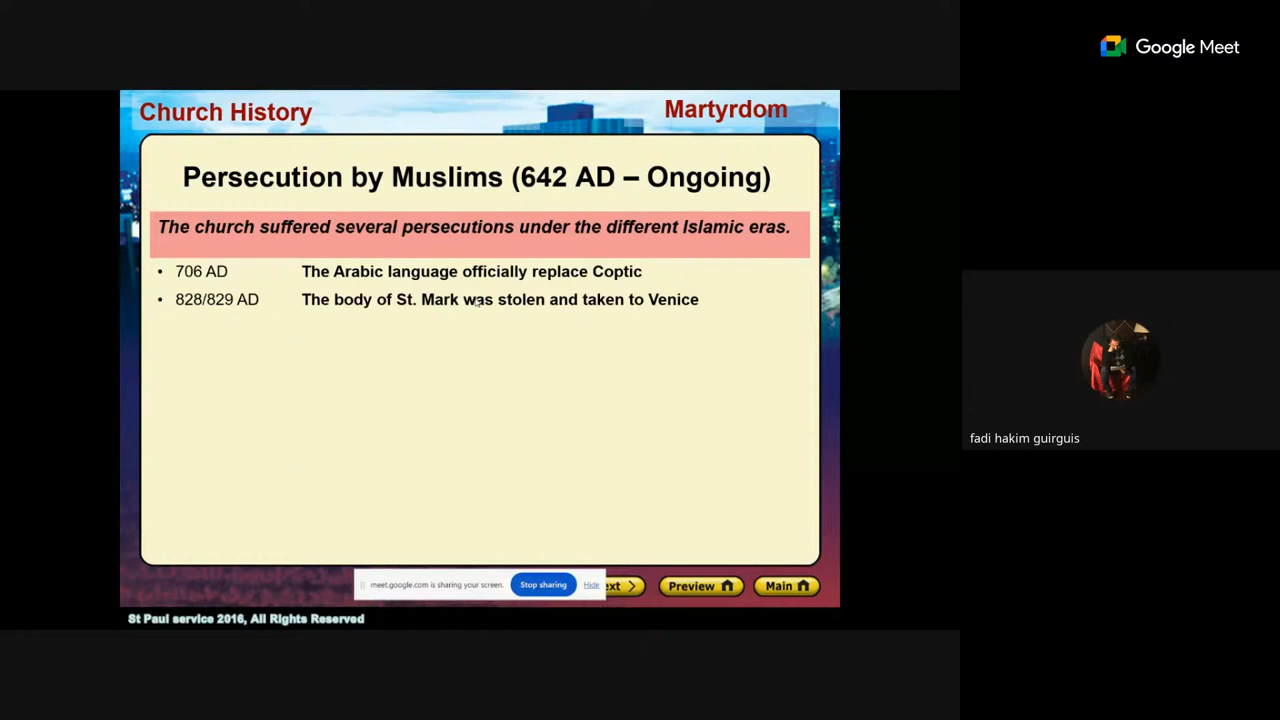 Google Meet
Church History
Martyrdom
Persecution by Muslims (642 AD – Ongoing)
The church suffered several persecutions under the different Islamic eras.
• 706 AD The Arabic language officially replace Coptic
• 828/829 AD The body of St. Mark was stolen and taken to Venice
fadi hakim guirguis
meet.google.com is sharing your screen. Stop sharing Hide
ext Preview Main
St Paul service 2016, All Rights Reserved